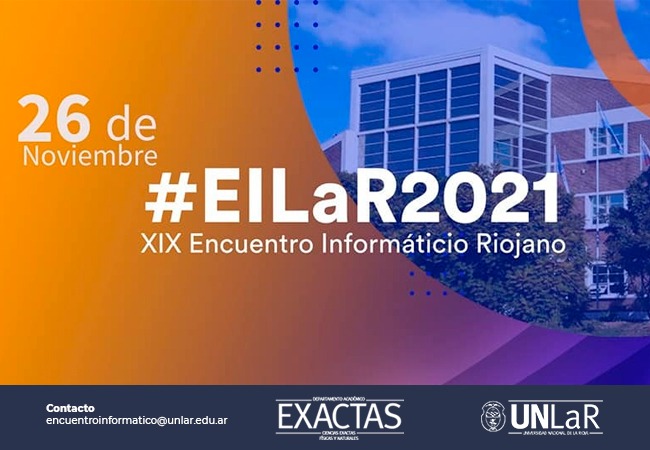 26 de
Noviembre
#EILaR2021
XIX Encuentro Informáticio Riojano
Contacto
encuentroinformatico@unlar.edu.ar
DEPARTAMENTO ACADÉMICO
EXACTAS
CIENCIAS EXACTAS
FÍSICAS Y NATURALES
UNLaR
UNIVERSIDAD NACIONAL DE LA RIOJA